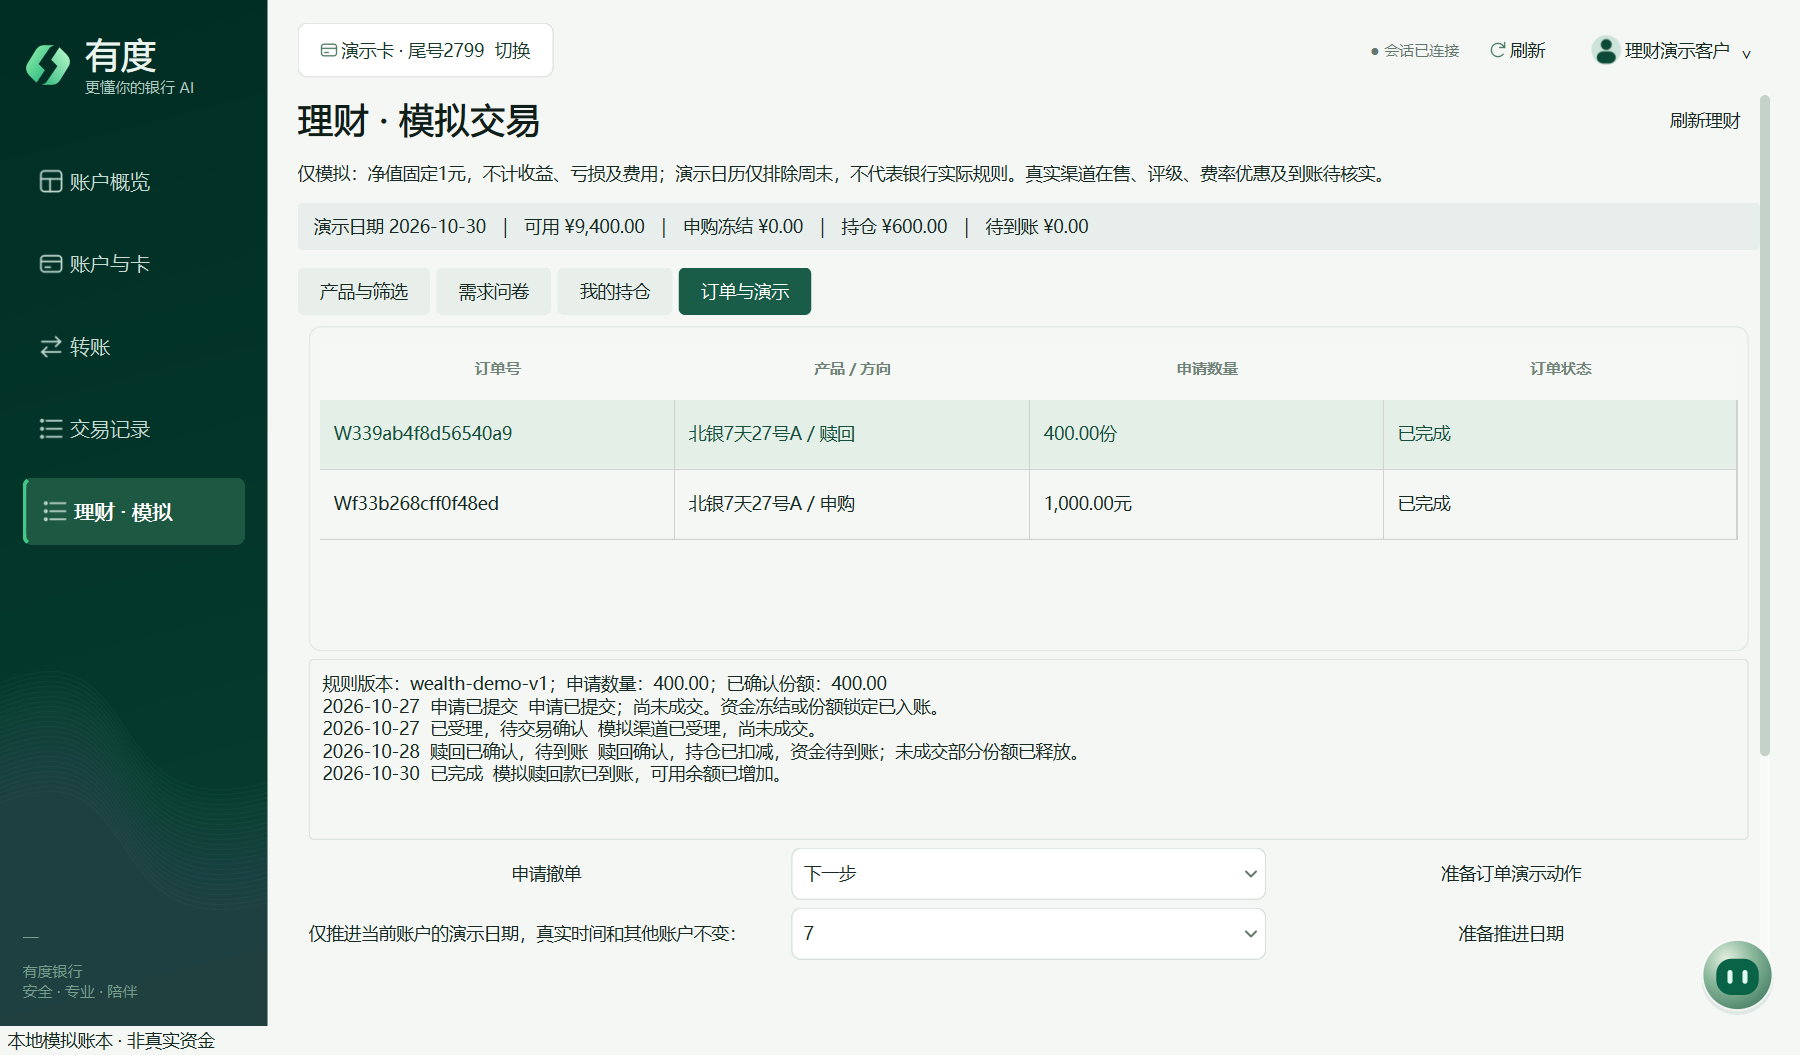 有度
更懂你的银行 AI
账户概览
账户与卡
转账
交易记录
理财 · 模拟
—
有度银行
安全 · 专业 · 陪伴
本地模拟账本 · 非真实资金
演示卡 · 尾号2799 切换
● 会话已连接 刷新 理财演示客户
理财 · 模拟交易
刷新理财
仅模拟：净值固定1元，不计收益、亏损及费用；演示日历仅排除周末，不代表银行实际规则。真实渠道在售、评级、费率优惠及到账待核实。
演示日期 2026-10-30 | 可用 ¥9,400.00 | 申购冻结 ¥0.00 | 持仓 ¥600.00 | 待到账 ¥0.00
产品与筛选 需求问卷 我的持仓 订单与演示
订单号 产品 / 方向 申请数量 订单状态
W339ab4f8d56540a9 北银7天27号A / 赎回 400.00份 已完成
Wf33b268cff0f48ed 北银7天27号A / 申购 1,000.00元 已完成
规则版本：wealth-demo-v1；申请数量：400.00；已确认份额：400.00
2026-10-27 申请已提交 申请已提交；尚未成交。资金冻结或份额锁定已入账。
2026-10-27 已受理，待交易确认 模拟渠道已受理，尚未成交。
2026-10-28 赎回已确认，待到账 赎回确认，持仓已扣减，资金待到账；未成交部分份额已释放。
2026-10-30 已完成 模拟赎回款已到账，可用余额已增加。
申请撤单 下一步 准备订单演示动作
仅推进当前账户的演示日期，真实时间和其他账户不变： 7 准备推进日期